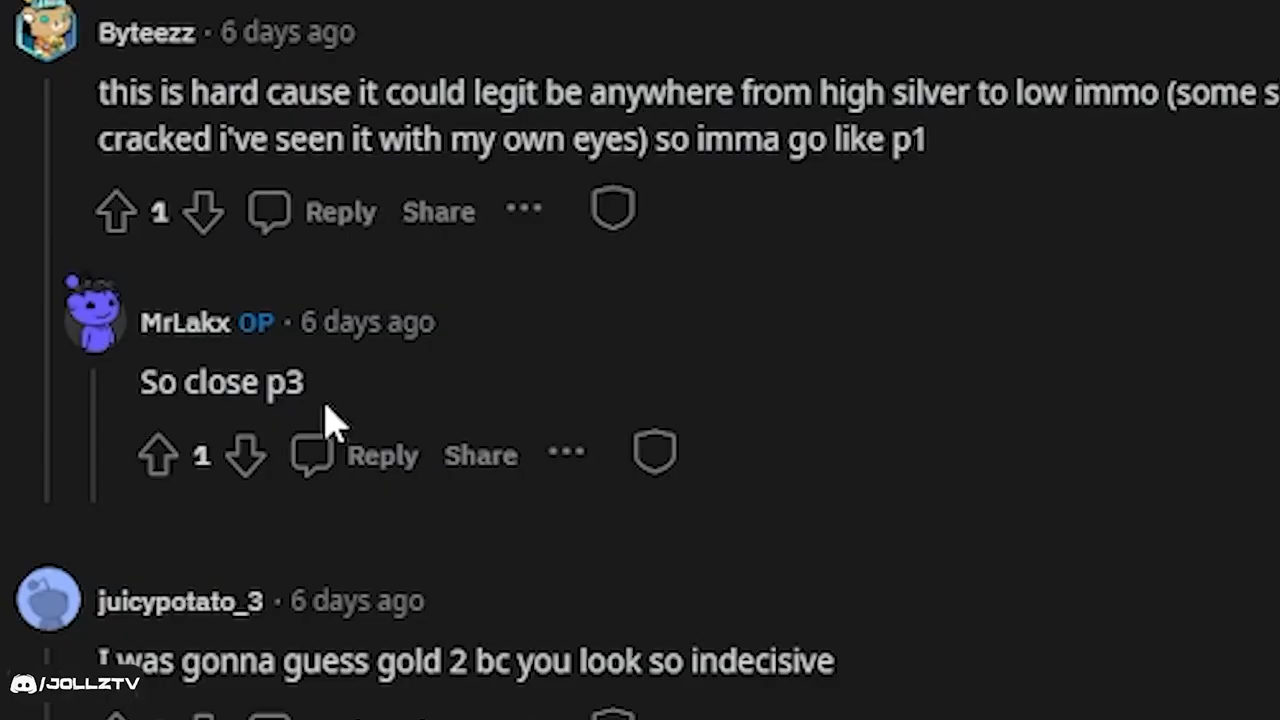 Byteezz · 6 days ago
this is hard cause it could legit be anywhere from high silver to low immo (some s
cracked i've seen it with my own eyes) so imma go like p1
1 Reply Share ...
MrLakx OP · 6 days ago
So close p3
1 Reply Share ...
juicypotato_3 · 6 days ago
I was gonna guess gold 2 bc you look so indecisive
/JOLLZTV